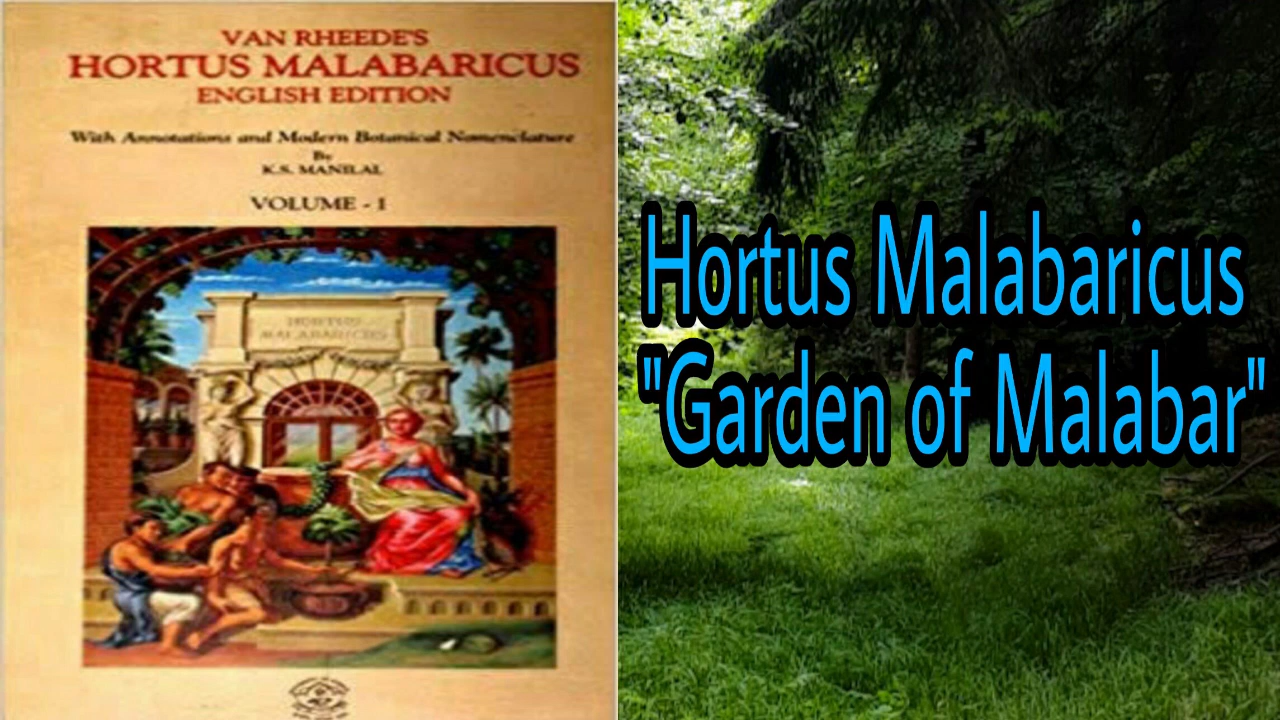 VAN RHEEDE'S
HORTUS MALABARICUS
ENGLISH EDITION
With Annotations and Modern Botanical Nomenclature
By
K.S. MANILAL
VOLUME - 1
HORTUS
MALABARICUS
Hortus Malabaricus
"Garden of Malabar"